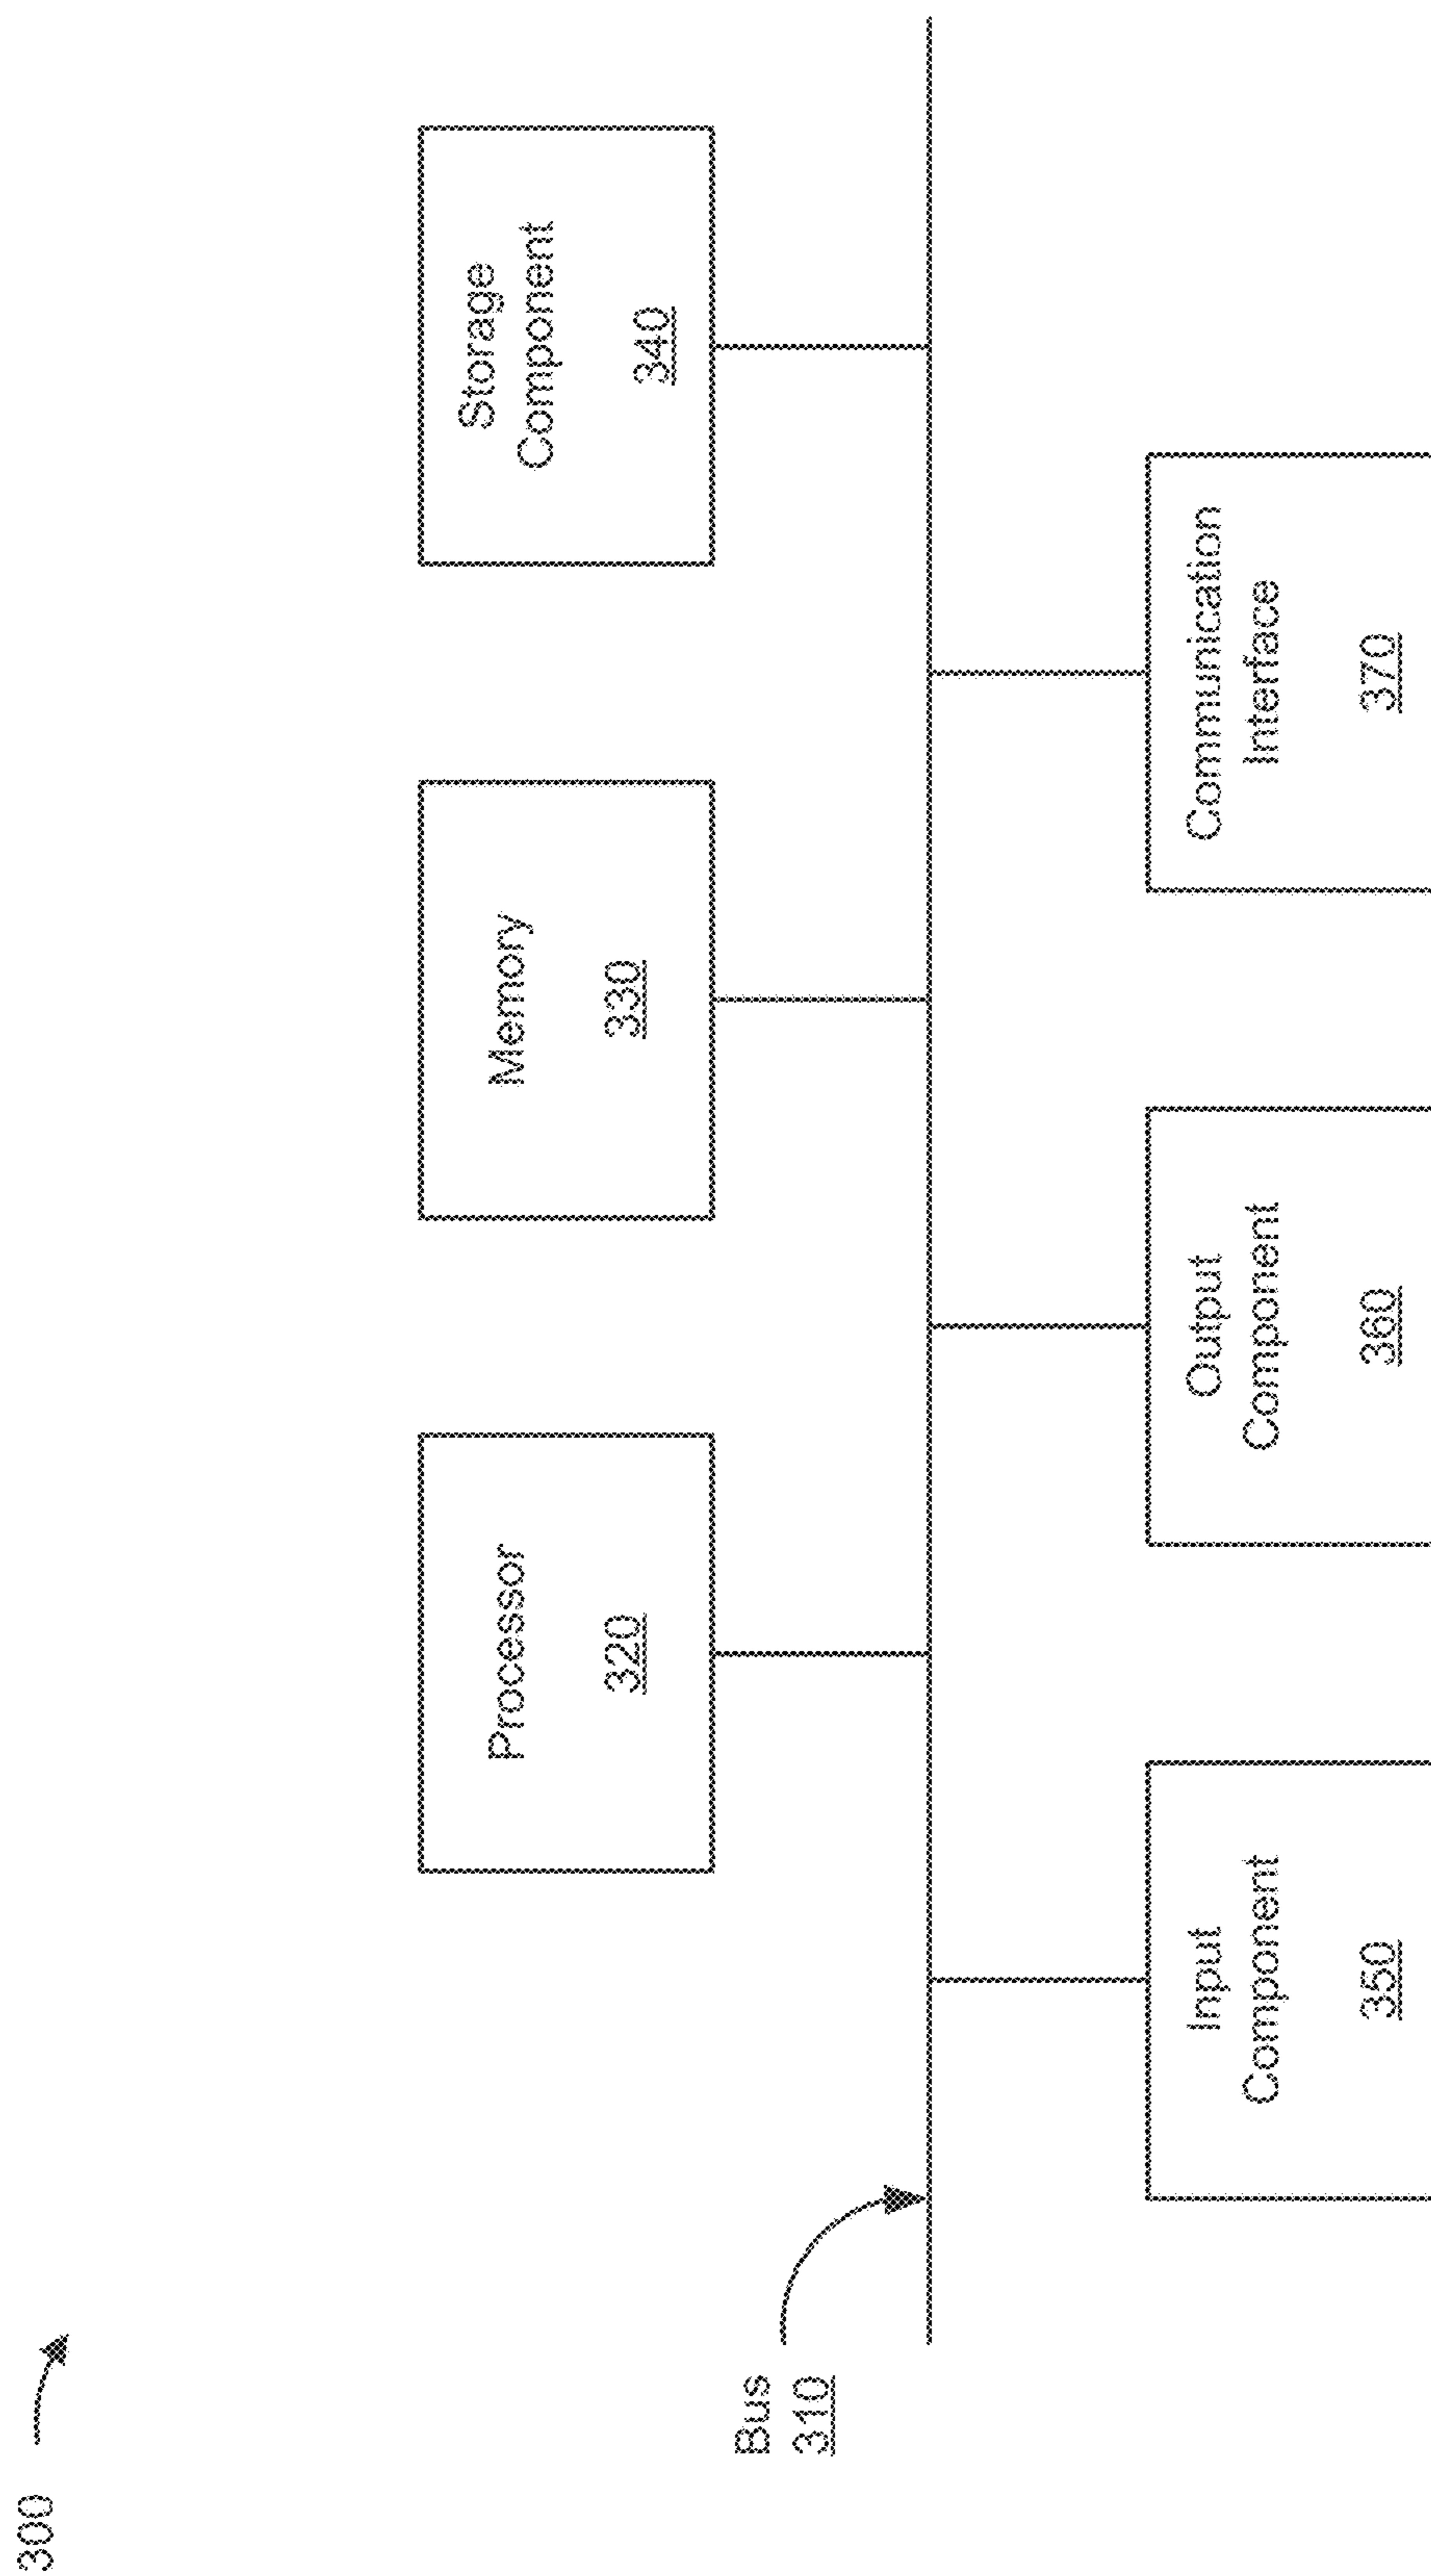 300
Processor
320
Memory
330
Storage
Component
340
Bus
310
Input
Component
350
Output
Component
360
Communication
Interface
370